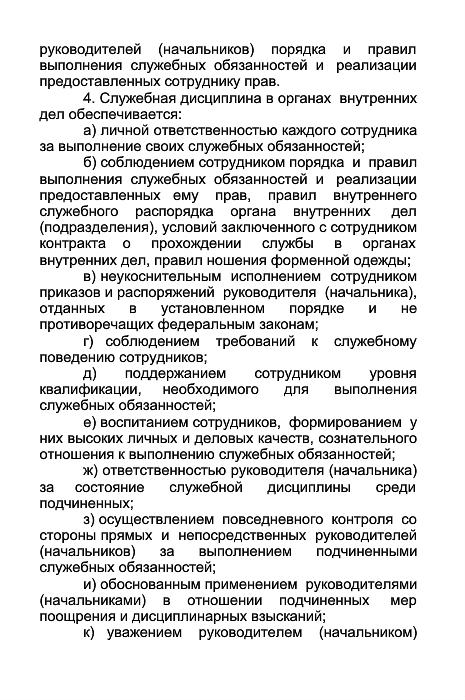 руководителей (начальников) порядка и правил
выполнения служебных обязанностей и реализации
предоставленных сотруднику прав.
4. Служебная дисциплина в органах внутренних
дел обеспечивается:
а) личной ответственностью каждого сотрудника
за выполнение своих служебных обязанностей;
б) соблюдением сотрудником порядка и правил
выполнения служебных обязанностей и реализации
предоставленных ему прав, правил внутреннего
служебного распорядка органа внутренних дел
(подразделения), условий заключенного с сотрудником
контракта о прохождении службы в органах
внутренних дел, правил ношения форменной одежды;
в) неукоснительным исполнением сотрудником
приказов и распоряжений руководителя (начальника),
отданных в установленном порядке и не
противоречащих федеральным законам;
г) соблюдением требований к служебному
поведению сотрудников;
д) поддержанием сотрудником уровня
квалификации, необходимого для выполнения
служебных обязанностей;
е) воспитанием сотрудников, формированием у
них высоких личных и деловых качеств, сознательного
отношения к выполнению служебных обязанностей;
ж) ответственностью руководителя (начальника)
за состояние служебной дисциплины среди
подчиненных;
з) осуществлением повседневного контроля со
стороны прямых и непосредственных руководителей
(начальников) за выполнением подчиненными
служебных обязанностей;
и) обоснованным применением руководителями
(начальниками) в отношении подчиненных мер
поощрения и дисциплинарных взысканий;
к) уважением руководителем (начальником)